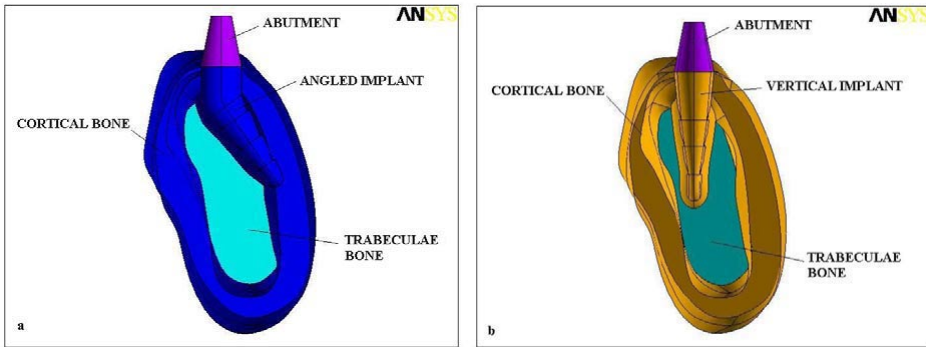 ANSYS
ABUTMENT
ANGLED IMPLANT
CORTICAL BONE
TRABECULAE
BONE
a
ANSYS
ABUTMENT
VERTICAL IMPLANT
CORTICAL BONE
TRABECULAE
BONE
b